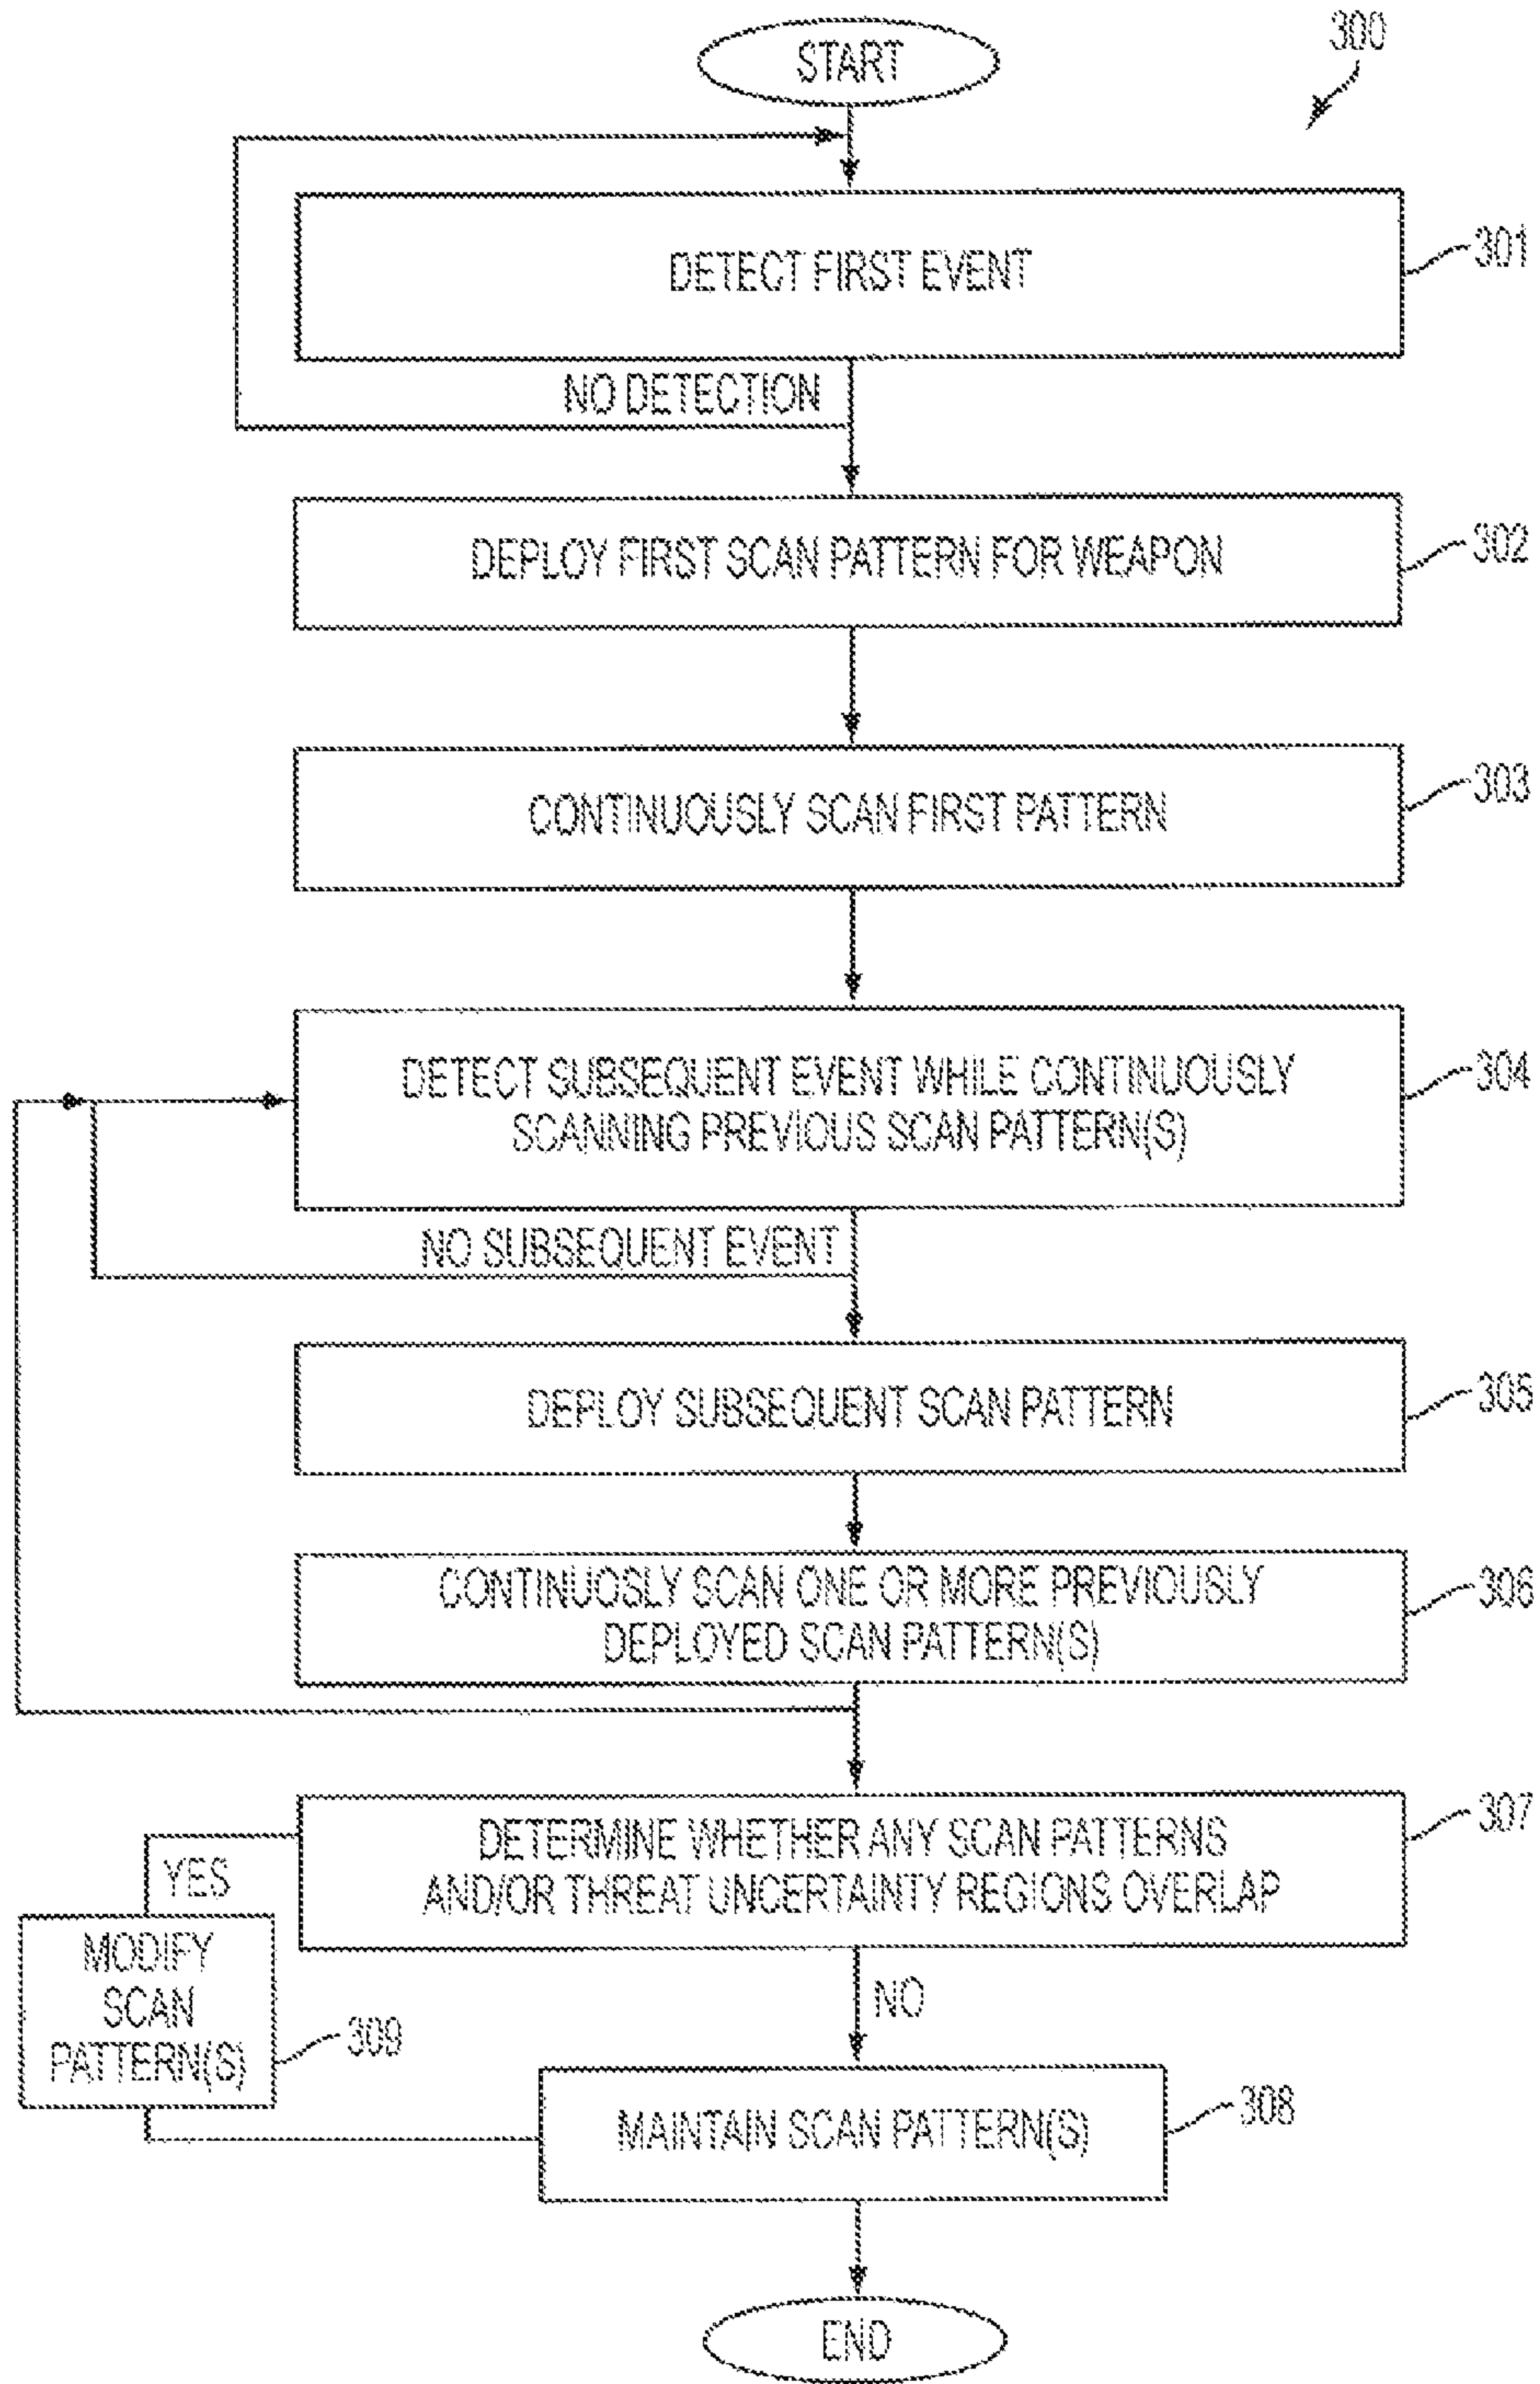 START
300
DETECT FIRST EVENT
301
NO DETECTION
DEPLOY FIRST SCAN PATTERN FOR WEAPON
302
CONTINUOUSLY SCAN FIRST PATTERN
303
DETECT SUBSEQUENT EVENT WHILE CONTINUOUSLY
SCANNING PREVIOUS SCAN PATTERN(S)
304
NO SUBSEQUENT EVENT
DEPLOY SUBSEQUENT SCAN PATTERN
305
CONTINUOSLY SCAN ONE OR MORE PREVIOUSLY
DEPLOYED SCAN PATTERN(S)
306
DETERMINE WHETHER ANY SCAN PATTERNS
AND/OR THREAT UNCERTAINTY REGIONS OVERLAP
307
YES
MODIFY
SCAN
PATTERN(S)
309
NO
MAINTAIN SCAN PATTERN(S)
308
END